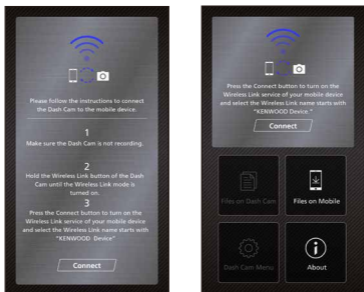 Please follow the instructions to connect
the Dash Cam to the mobile device.
1
Make sure the Dash Cam is not recording.
2
Hold the Wireless Link button of the Dash
Cam until the Wireless Link mode is
turned on.
3
Press the Connect button to turn on the
Wireless Link service of your mobile device and
select the Wireless Link name starts with
"KENWOOD Device"
Connect
Press the Connect button to turn on the
Wireless Link service of your mobile device
and select the Wireless Link name starts with
"KENWOOD Device"
Connect
Files on Dash Cam
Files on Mobile
Dash Cam Menu
About